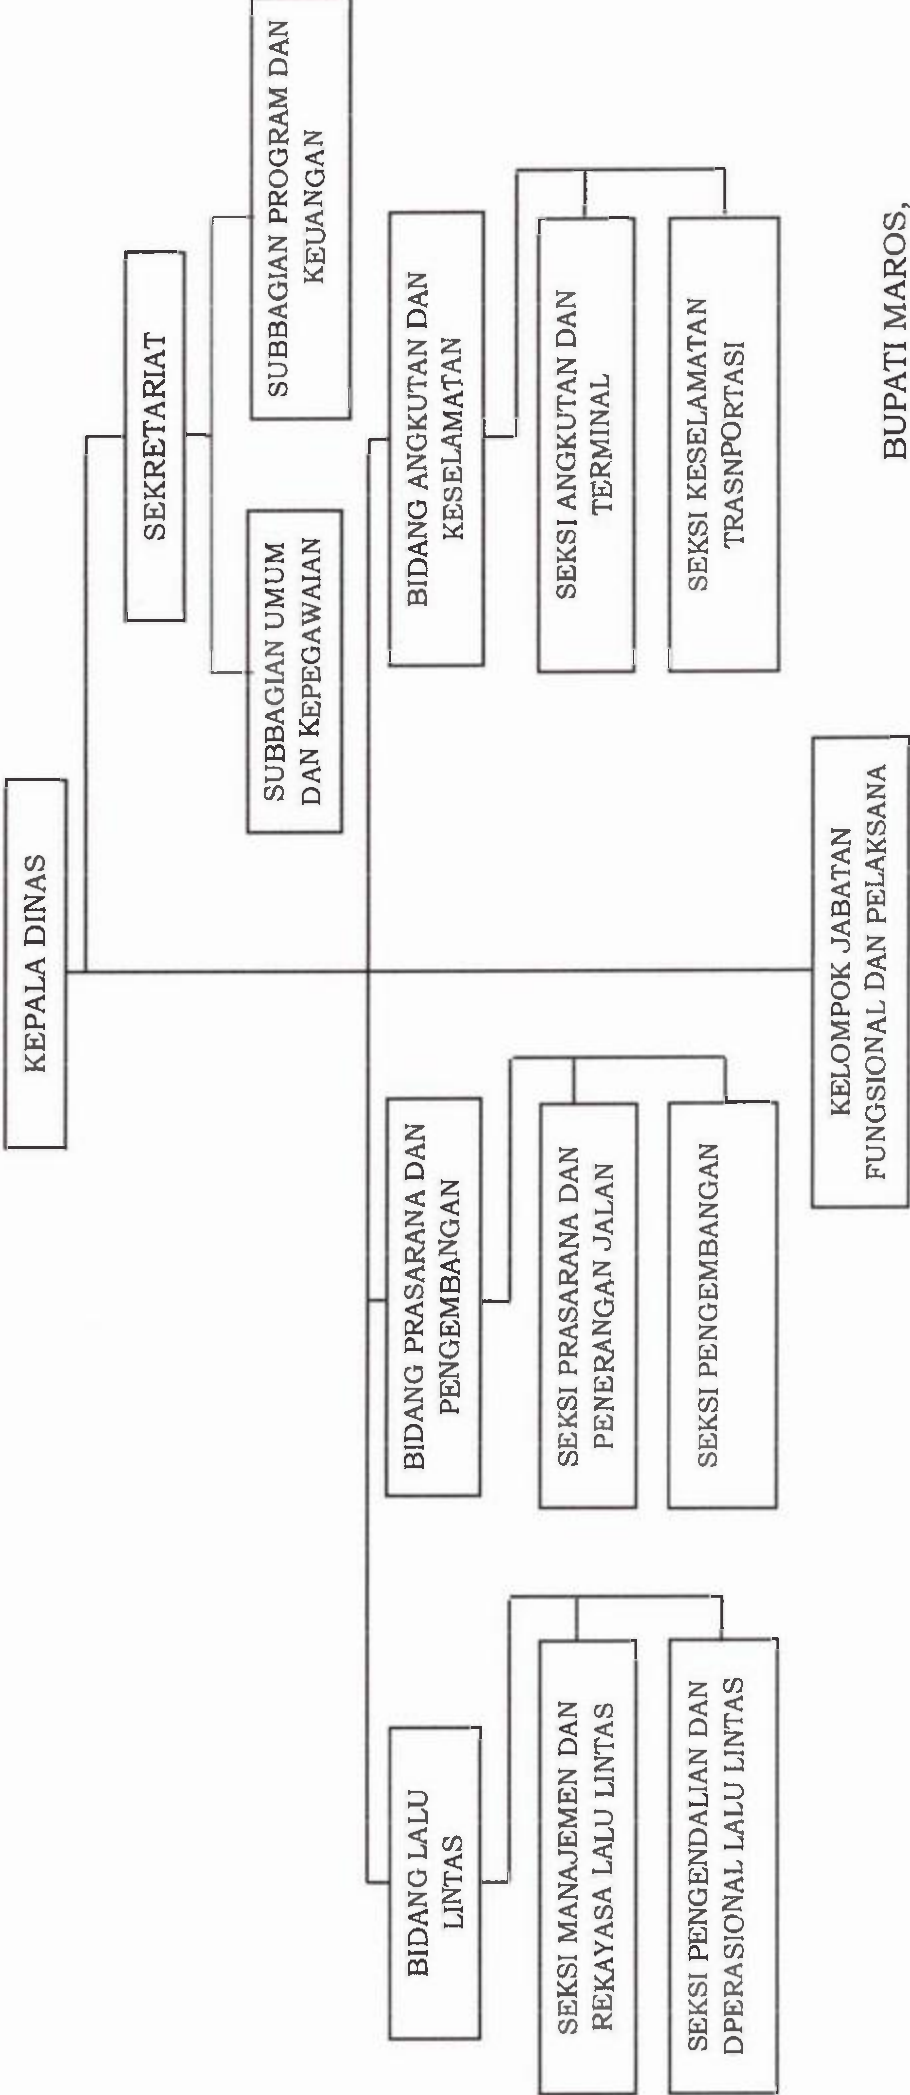 KEPALA DINAS
SEKRETARIAT
SUBBAGIAN UMUM
DAN KEPEGAWAIAN
SUBBAGIAN PROGRAM DAN
KEUANGAN
BIDANG LALU
LINTAS
SEKSI MANAJEMEN DAN
REKAYASA LALU LINTAS
SEKSI PENGENDALIAN DAN
DPERASIONAL LALU LINTAS
BIDANG PRASARANA DAN
PENGEMBANGAN
SEKSI PRASARANA DAN
PENERANGAN JALAN
SEKSI PENGEMBANGAN
BIDANG ANGKUTAN DAN
KESELAMATAN
SEKSI ANGKUTAN DAN
TERMINAL
SEKSI KESELAMATAN
TRASNPORTASI
KELOMPOK JABATAN
FUNGSIONAL DAN PELAKSANA
BUPATI MAROS,